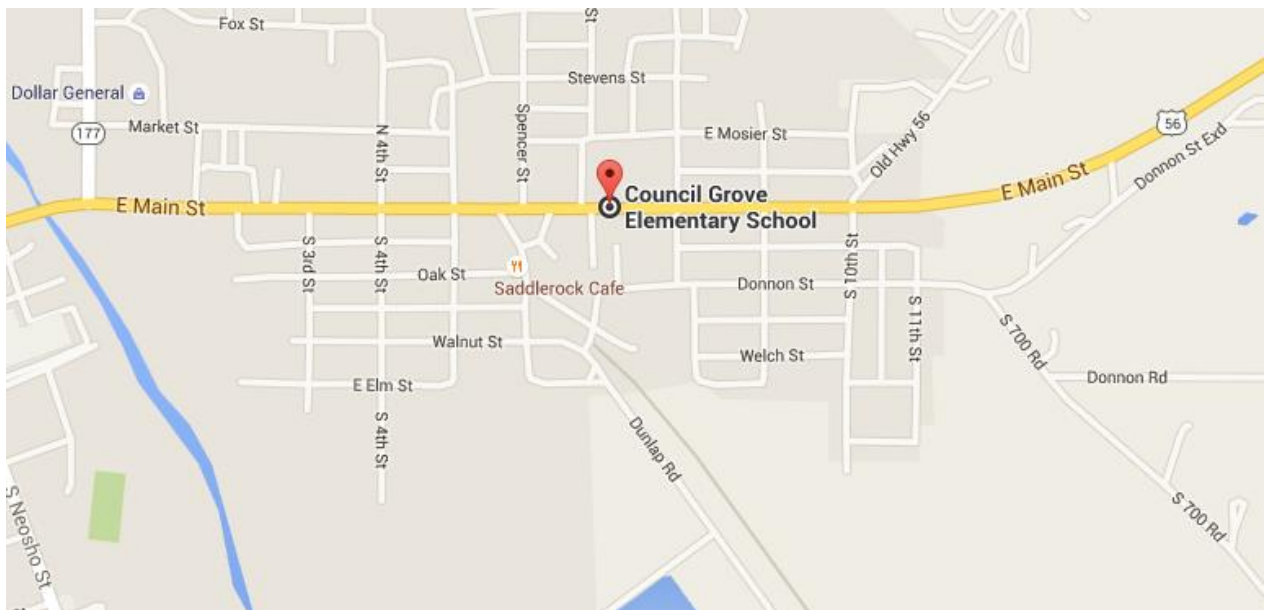 Fox St
St
Stevens St
Dollar General
Spencer St
177
Market St
N 4th St
E Mosier St
Old Hwy 56
56
Donnon St Exd
E Main St
Council Grove
Elementary School
E Main St
S 3rd St
S 4th St
Oak St
Saddlerock Cafe
Donnon St
S 10th St
S 11th St
Walnut St
Welch St
S 700 Rd
E Elm St
Donnon Rd
S 4th St
Dunlap Rd
S 700 Rd
S Neosho St